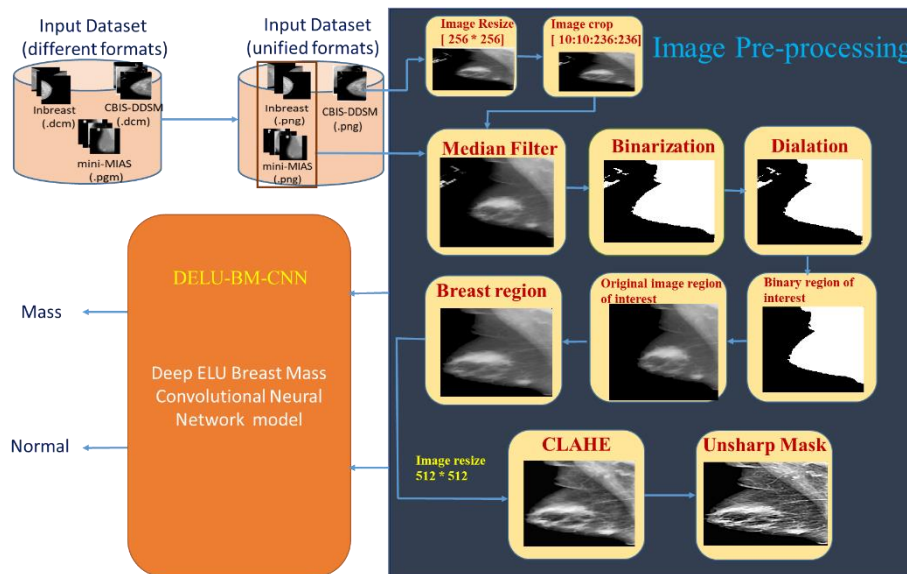 Input Dataset
(different formats)
Inbreast
(.dcm)
CBIS-DDSM
(.dcm)
mini-MIAS
(.pgm)
Input Dataset
(unified formats)
Inbreast
(.png)
CBIS-DDSM
(.png)
mini-MIAS
(.png)
Image Resize
[ 256 * 256]
Image crop
[ 10:10:236:236]
Image Pre-processing
Median Filter
Binarization
Dialation
Breast region
Original image region
of interest
Binary region of
interest
Image resize
512 * 512
CLAHE
Unsharp Mask
DELU-BM-CNN
Deep ELU Breast Mass
Convolutional Neural
Network model
Mass
Normal